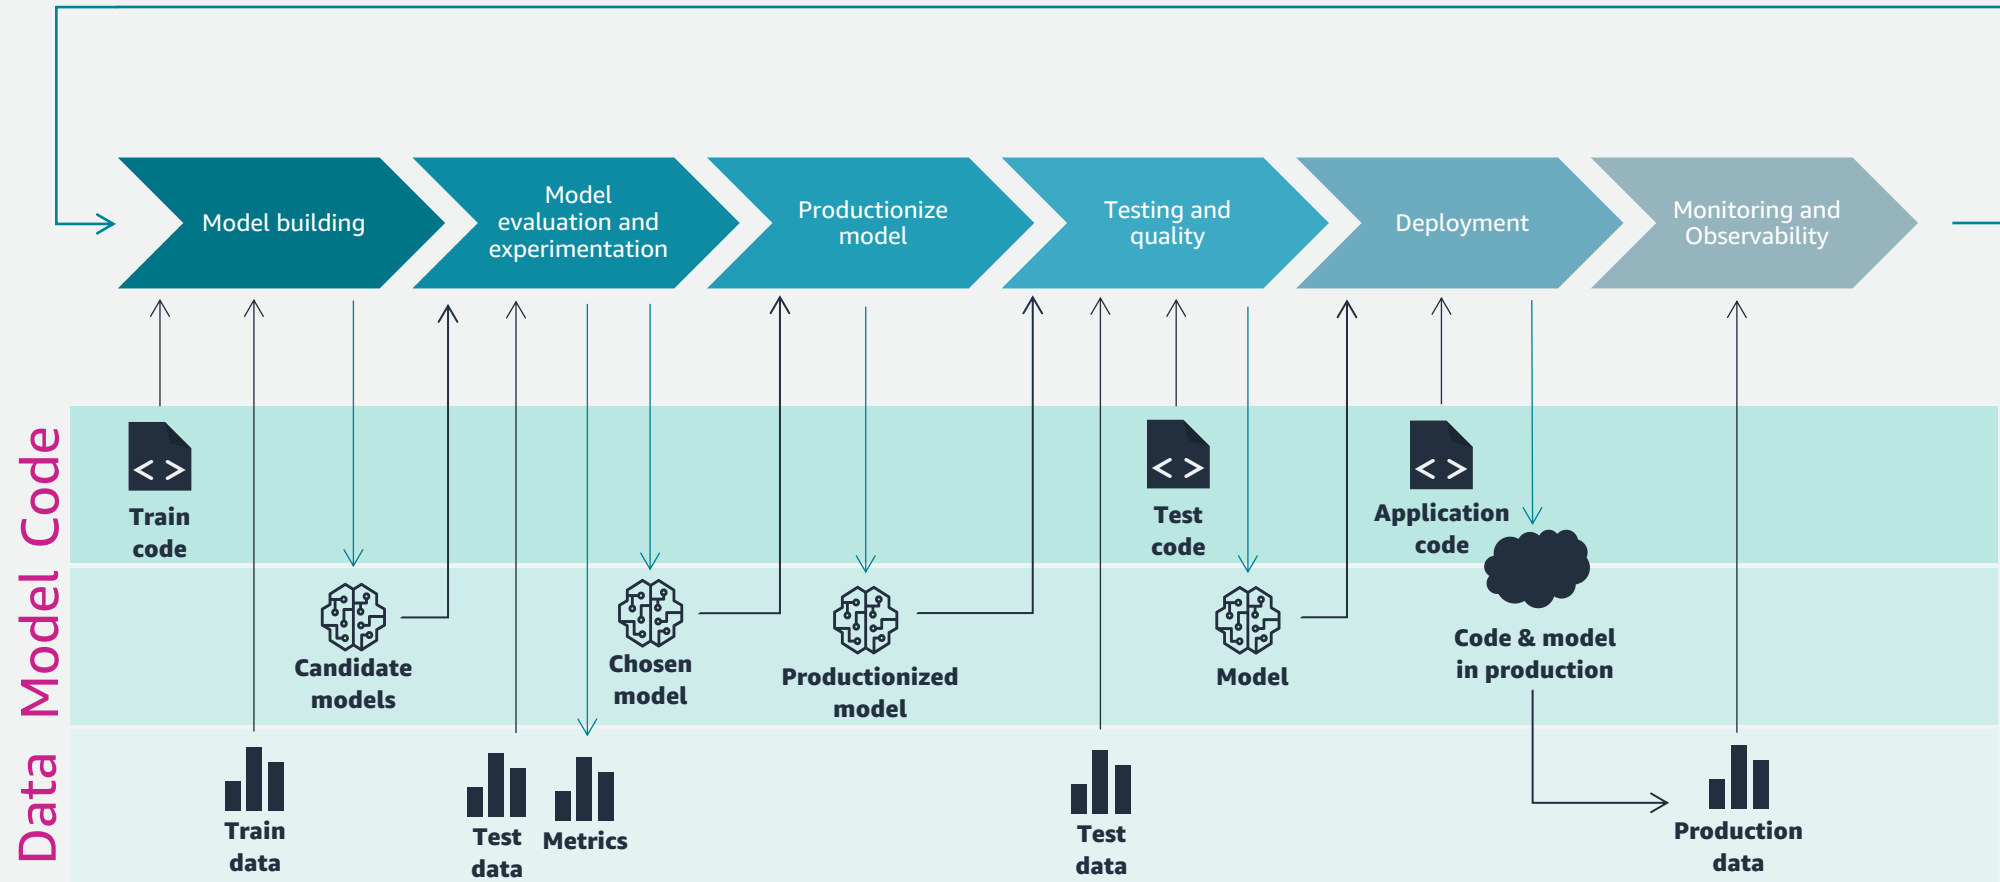 Model building
Model
evaluation and
experimentation
Productionize
model
Testing and
quality
Deployment
Monitoring and
Observability
Code
< >
Train
code
< >
Test
code
< >
Application
code
Model
Candidate
models
Chosen
model
Productionized
model
Model
Code & model
in production
Data
Train
data
Test
data
Metrics
Test
data
Production
data